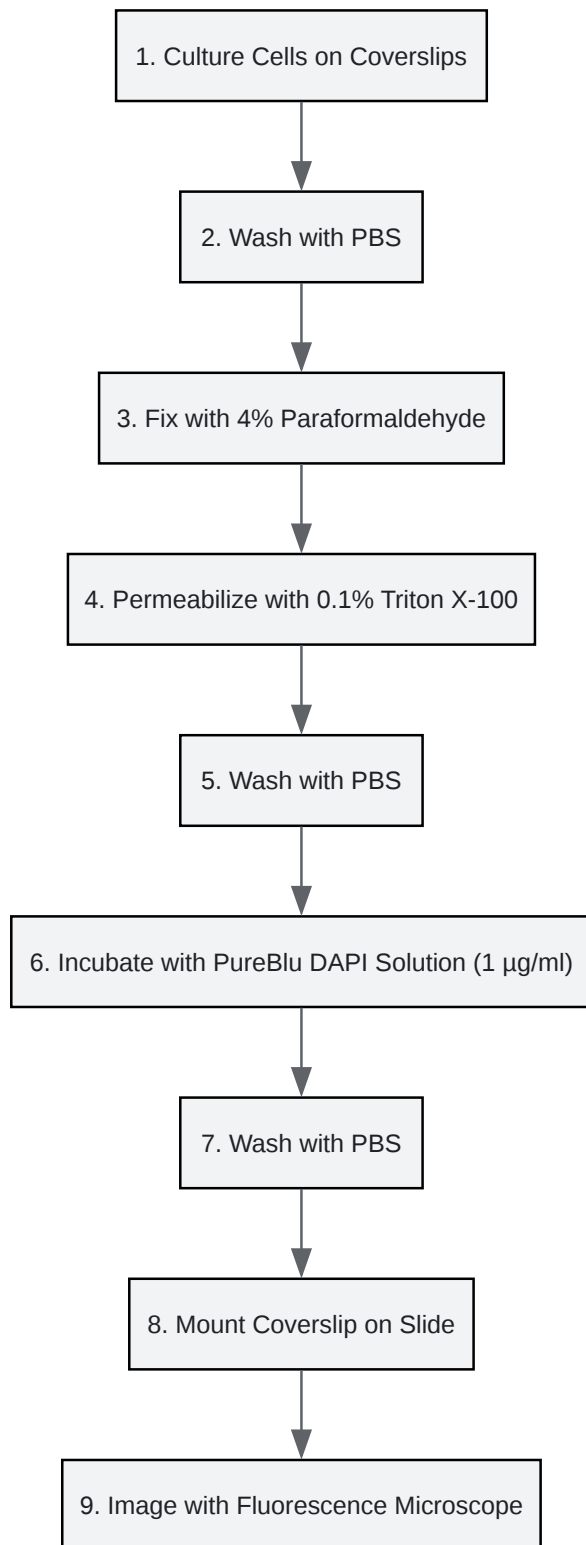 1. Culture Cells on Coverslips
2. Wash with PBS
3. Fix with 4% Paraformaldehyde
4. Permeabilize with 0.1% Triton X-100
5. Wash with PBS
6. Incubate with PureBlu DAPI Solution (1 µg/ml)
7. Wash with PBS
8. Mount Coverslip on Slide
9. Image with Fluorescence Microscope